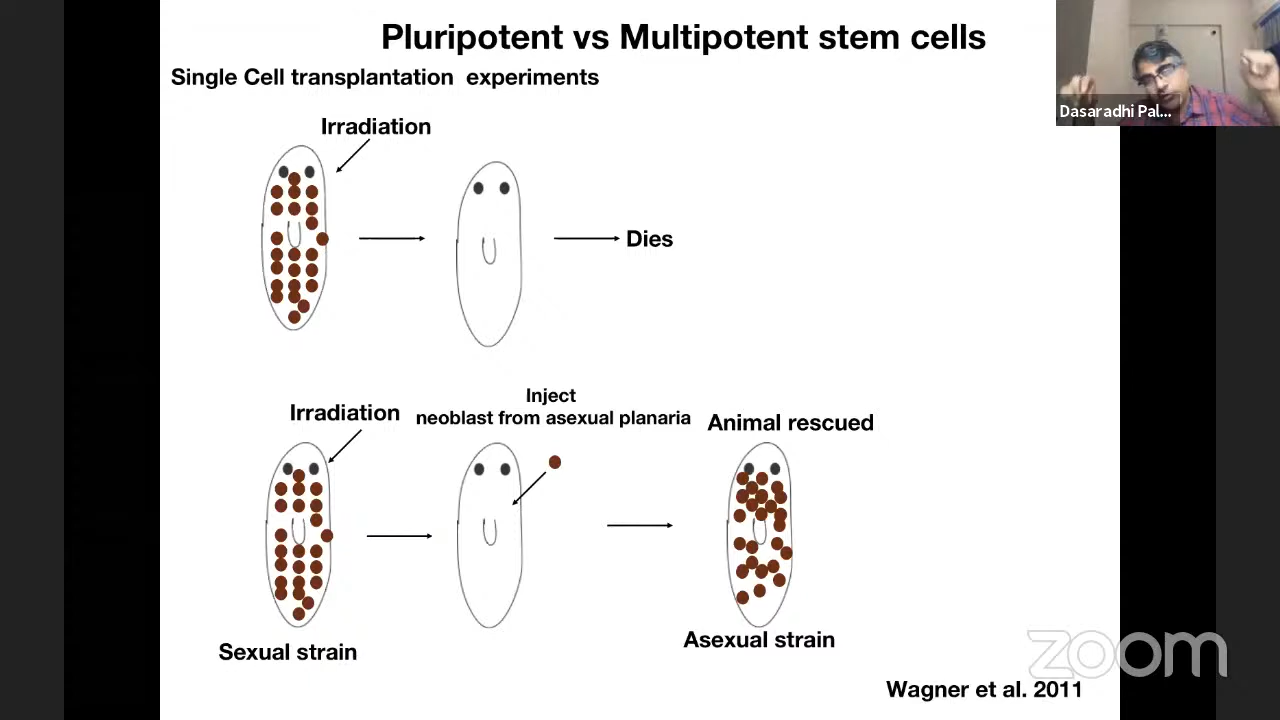 Pluripotent vs Multipotent stem cells
Single Cell transplantation experiments
Dasaradhi Pal...
Irradiation
Dies
Irradiation
Inject
neoblast from asexual planaria
Animal rescued
Sexual strain
Asexual strain
zoom
Wagner et al. 2011